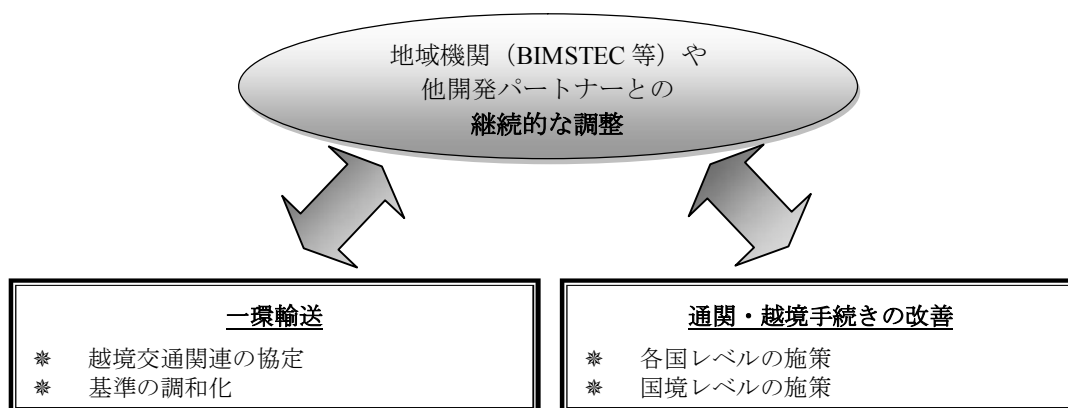 地域機関（BIMSTEC 等）や
他開発パートナーとの
継続的な調整
一環輸送
＊ 越境交通関連の協定
＊ 基準の調和化
通関・越境手続きの改善
＊ 各国レベルの施策
＊ 国境レベルの施策